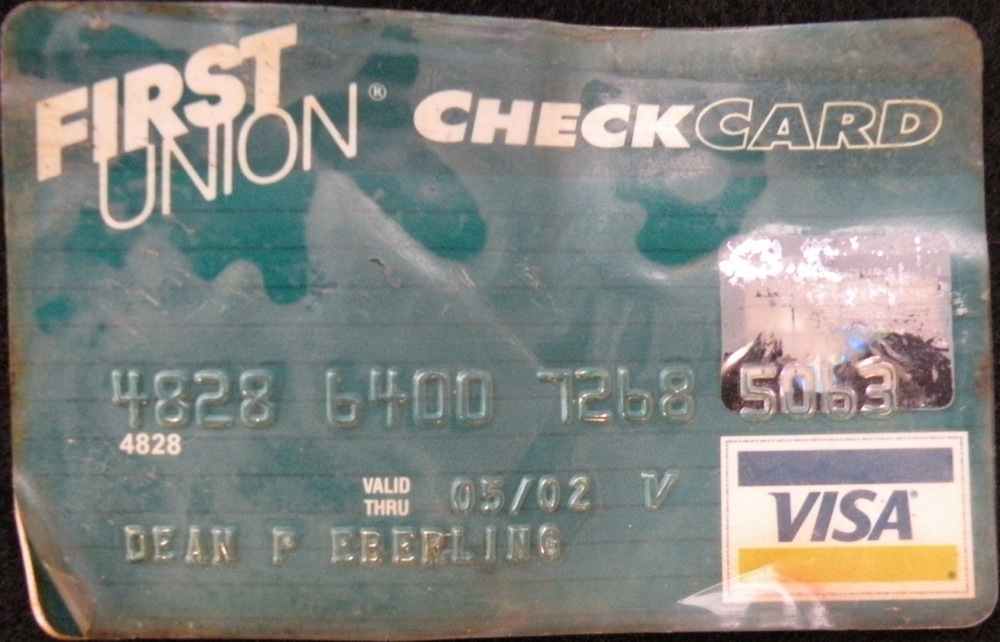 FIRST
UNION® CHECKCARD
4828 6400 7268 5063
4828
VALID
THRU 05/02 V
DEAN P EBERLING
VISA